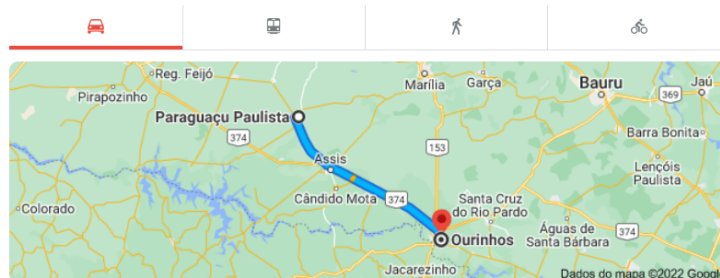 Reg. Feijó
Pirapozinho
Paraguaçu Paulista
374
Marília
Garça
Bauru
Jaú
369
153
Barra Bonita
Assis
Lençóis
Paulista
Cândido Mota
374
Santa Cruz
do Rio Pardo
Colorado
Ourinhos
Águas de
Santa Bárbara
374
Jacarezinho
Dados do mapa ©2022 Google